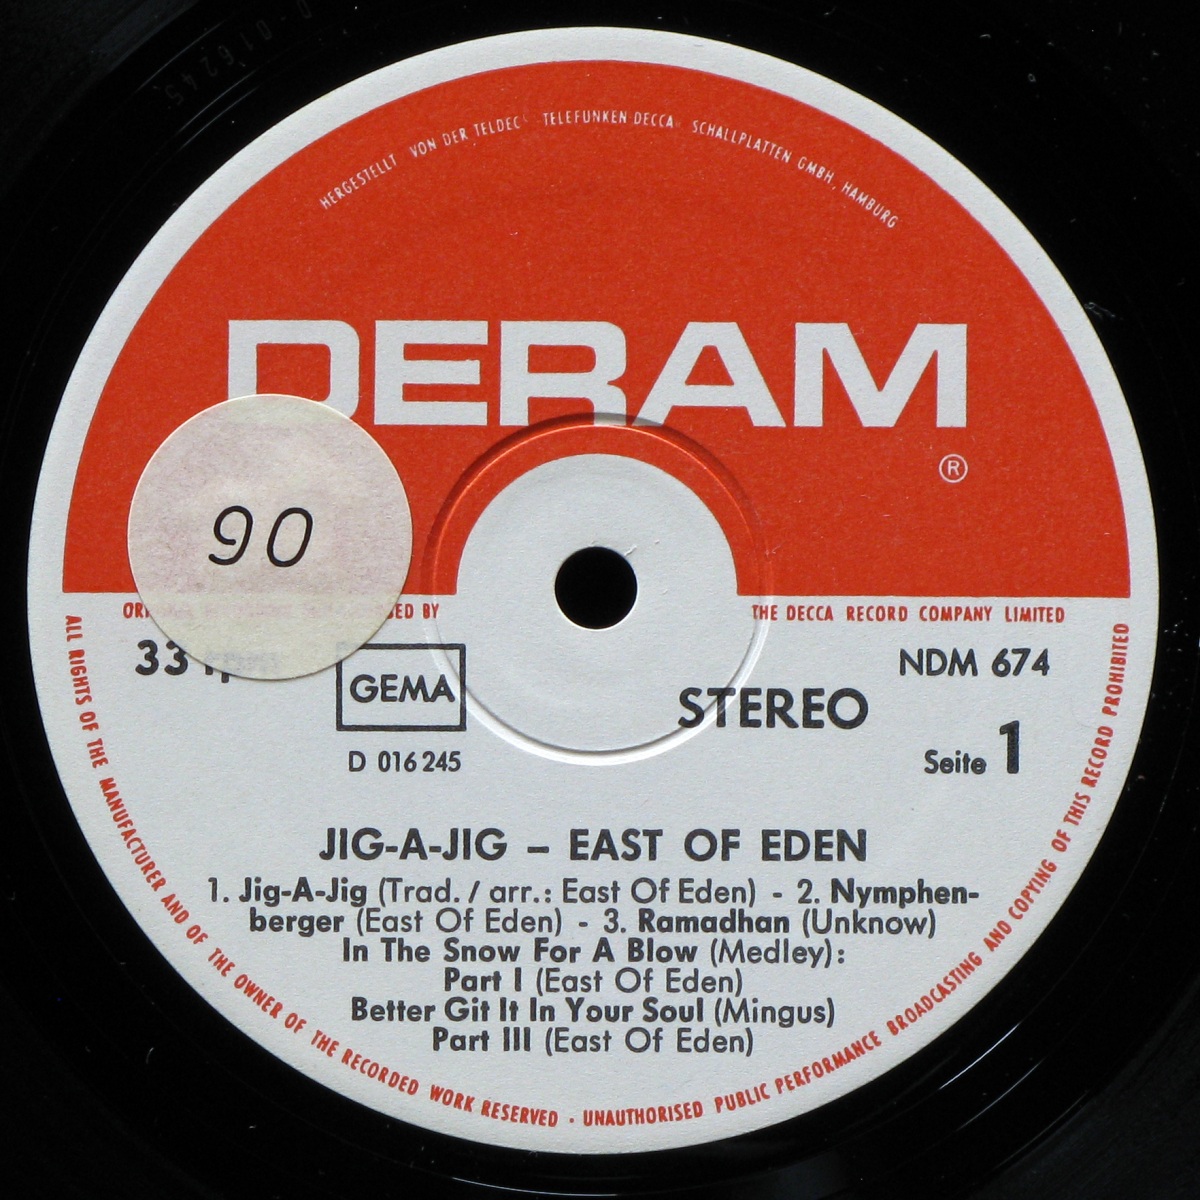 HERGESTELLT VON DER TELDEC TELEFUNKEN DECCA SCHALLPLATTEN GMBH, HAMBURG
DERAM
®
90
BY
THE DECCA RECORD COMPANY LIMITED
33
GEMA
NDM 674
STEREO
D 016 245
Seite 1
JIG-A-JIG – EAST OF EDEN
1. Jig-A-Jig (Trad. / arr.: East Of Eden) - 2. Nymphen-
berger (East Of Eden) - 3. Ramadhan (Unknow)
In The Snow For A Blow (Medley):
Part I (East Of Eden)
Better Git It In Your Soul (Mingus)
Part III (East Of Eden)
ALL RIGHTS OF THE MANUFACTURER AND OF THE OWNER OF THE RECORDED WORK RESERVED · UNAUTHORISED PUBLIC PERFORMANCE BROADCASTING AND COPYING OF THIS RECORD PROHIBITED